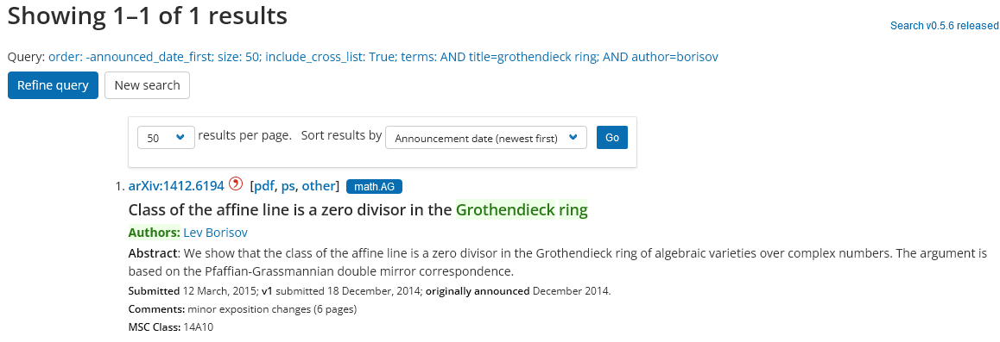 Showing 1–1 of 1 results
Search v0.5.6 released
Query: order: -announced_date_first; size: 50; include_cross_list: True; terms: AND title=grothendieck ring; AND author=borisov
Refine query New search
50 results per page. Sort results by Announcement date (newest first) Go
1. arXiv:1412.6194 [pdf, ps, other] math.AG
Class of the affine line is a zero divisor in the Grothendieck ring
Authors: Lev Borisov
Abstract: We show that the class of the affine line is a zero divisor in the Grothendieck ring of algebraic varieties over complex numbers. The argument is
based on the Pfaffian-Grassmannian double mirror correspondence.
Submitted 12 March, 2015; v1 submitted 18 December, 2014; originally announced December 2014.
Comments: minor exposition changes (6 pages)
MSC Class: 14A10